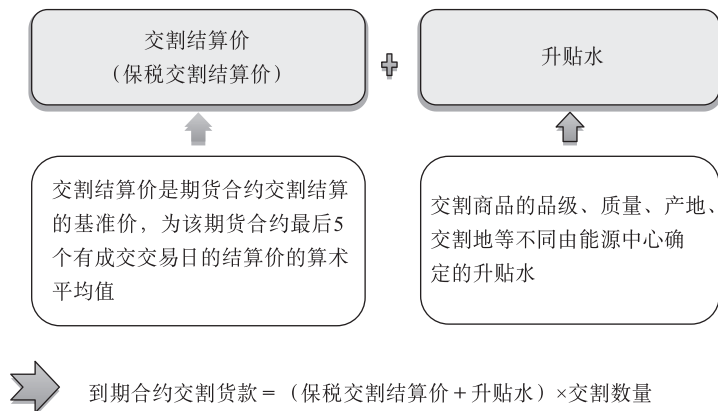 交割结算价
（保税交割结算价）
升贴水
交割结算价是期货合约交割结算
的基准价，为该期货合约最后5
个有成交交易日的结算价的算术
平均值
交割商品的品级、质量、产地、
交割地等不同由能源中心确
定的升贴水
到期合约交割货款＝（保税交割结算价＋升贴水）×交割数量